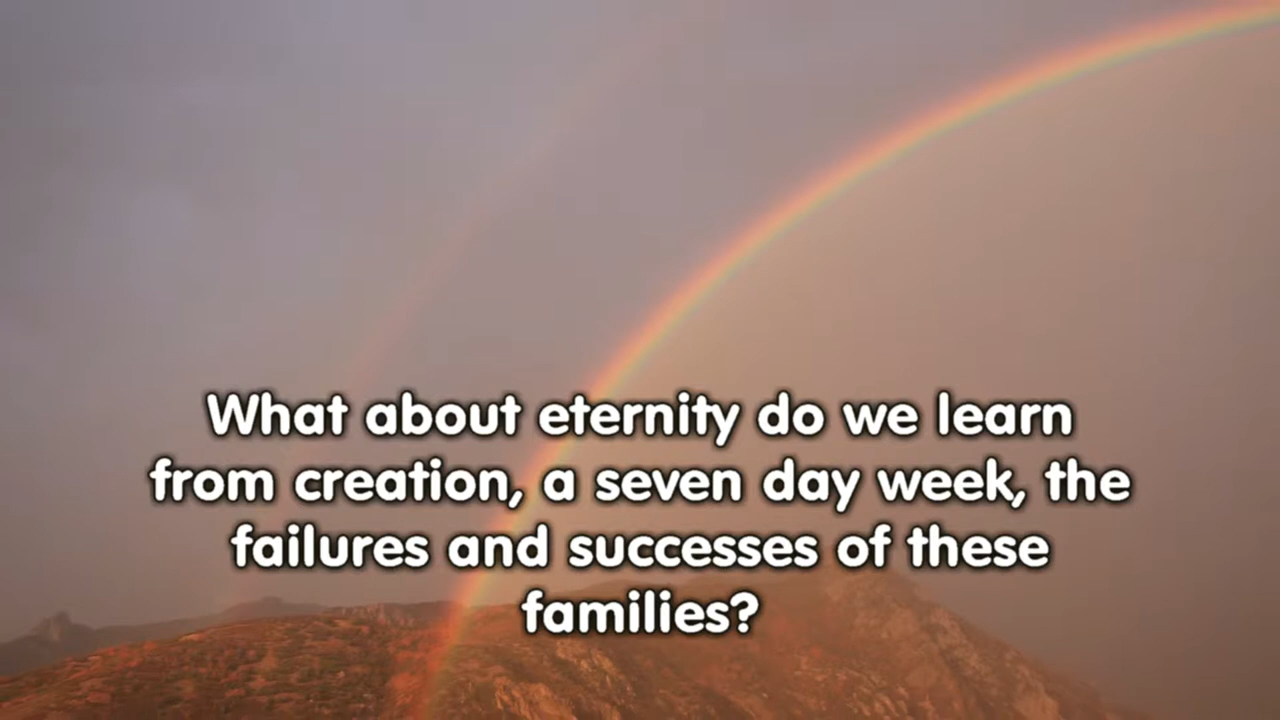 What about eternity do we learn
from creation, a seven day week, the
failures and successes of these
families?